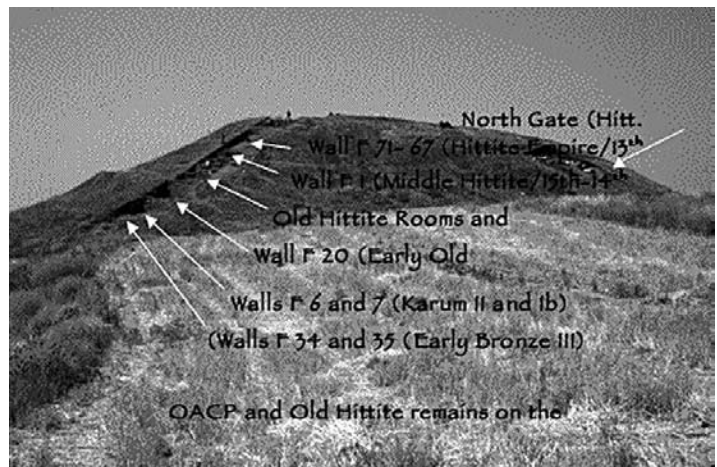 North Gate (Hitt.
Wall F 71-67 (Hittite Empire/13th
Wall F 1 (Middle Hittite/15th-14th
Old Hittite Rooms and
Wall F 20 (Early Old
Walls F 6 and 7 (Karum II and Ib)
(Walls F 34 and 35 (Early Bronze III)
OACP and Old Hittite remains on the